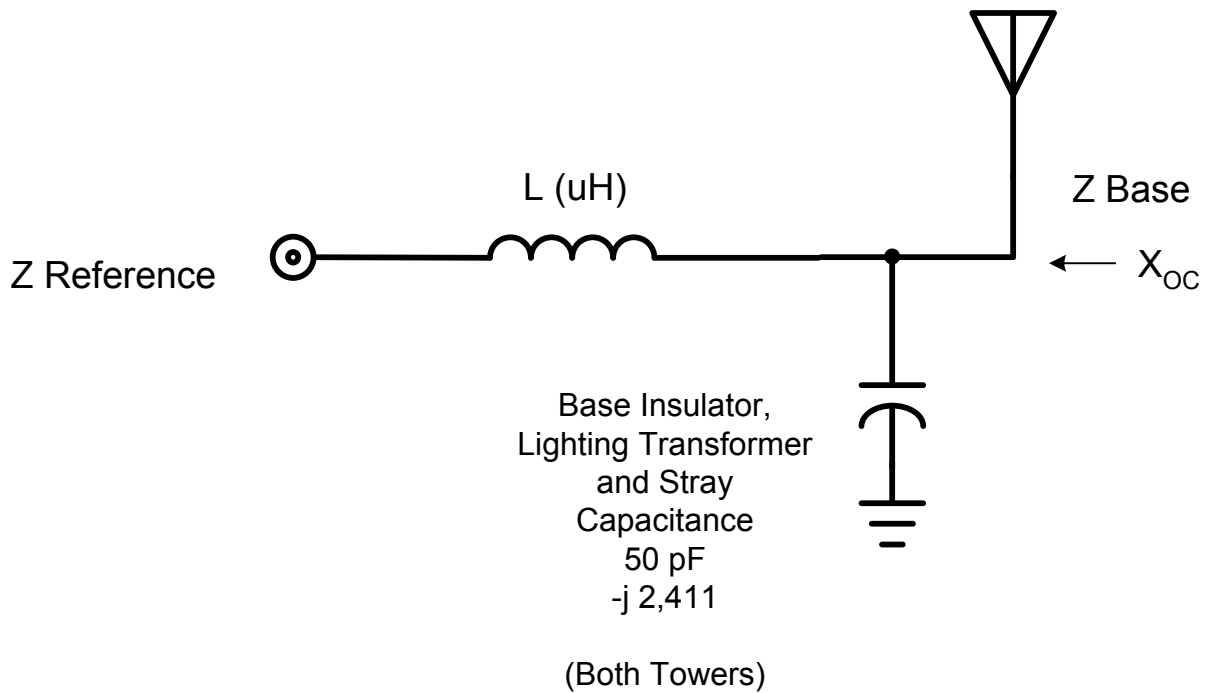 L (uH)
Z Base
Z Reference
X_OC
Base Insulator,
Lighting Transformer
and Stray
Capacitance
50 pF
-j 2,411
(Both Towers)